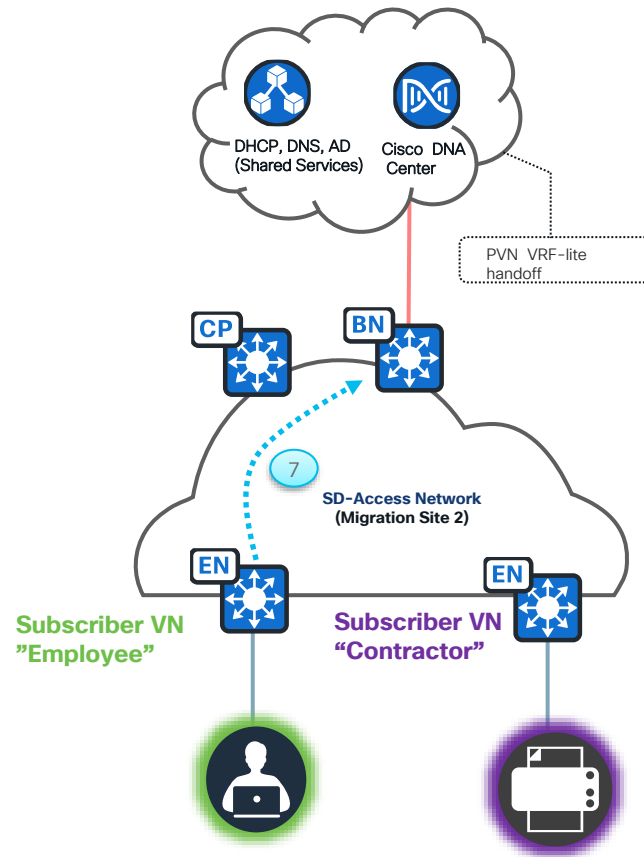 DHCP, DNS, AD
(Shared Services)
Cisco DNA
Center
PVN VRF-lite
handoff
CP
BN
7
SD-Access Network
(Migration Site 2)
EN
EN
Subscriber VN
”Employee”
Subscriber VN
“Contractor”